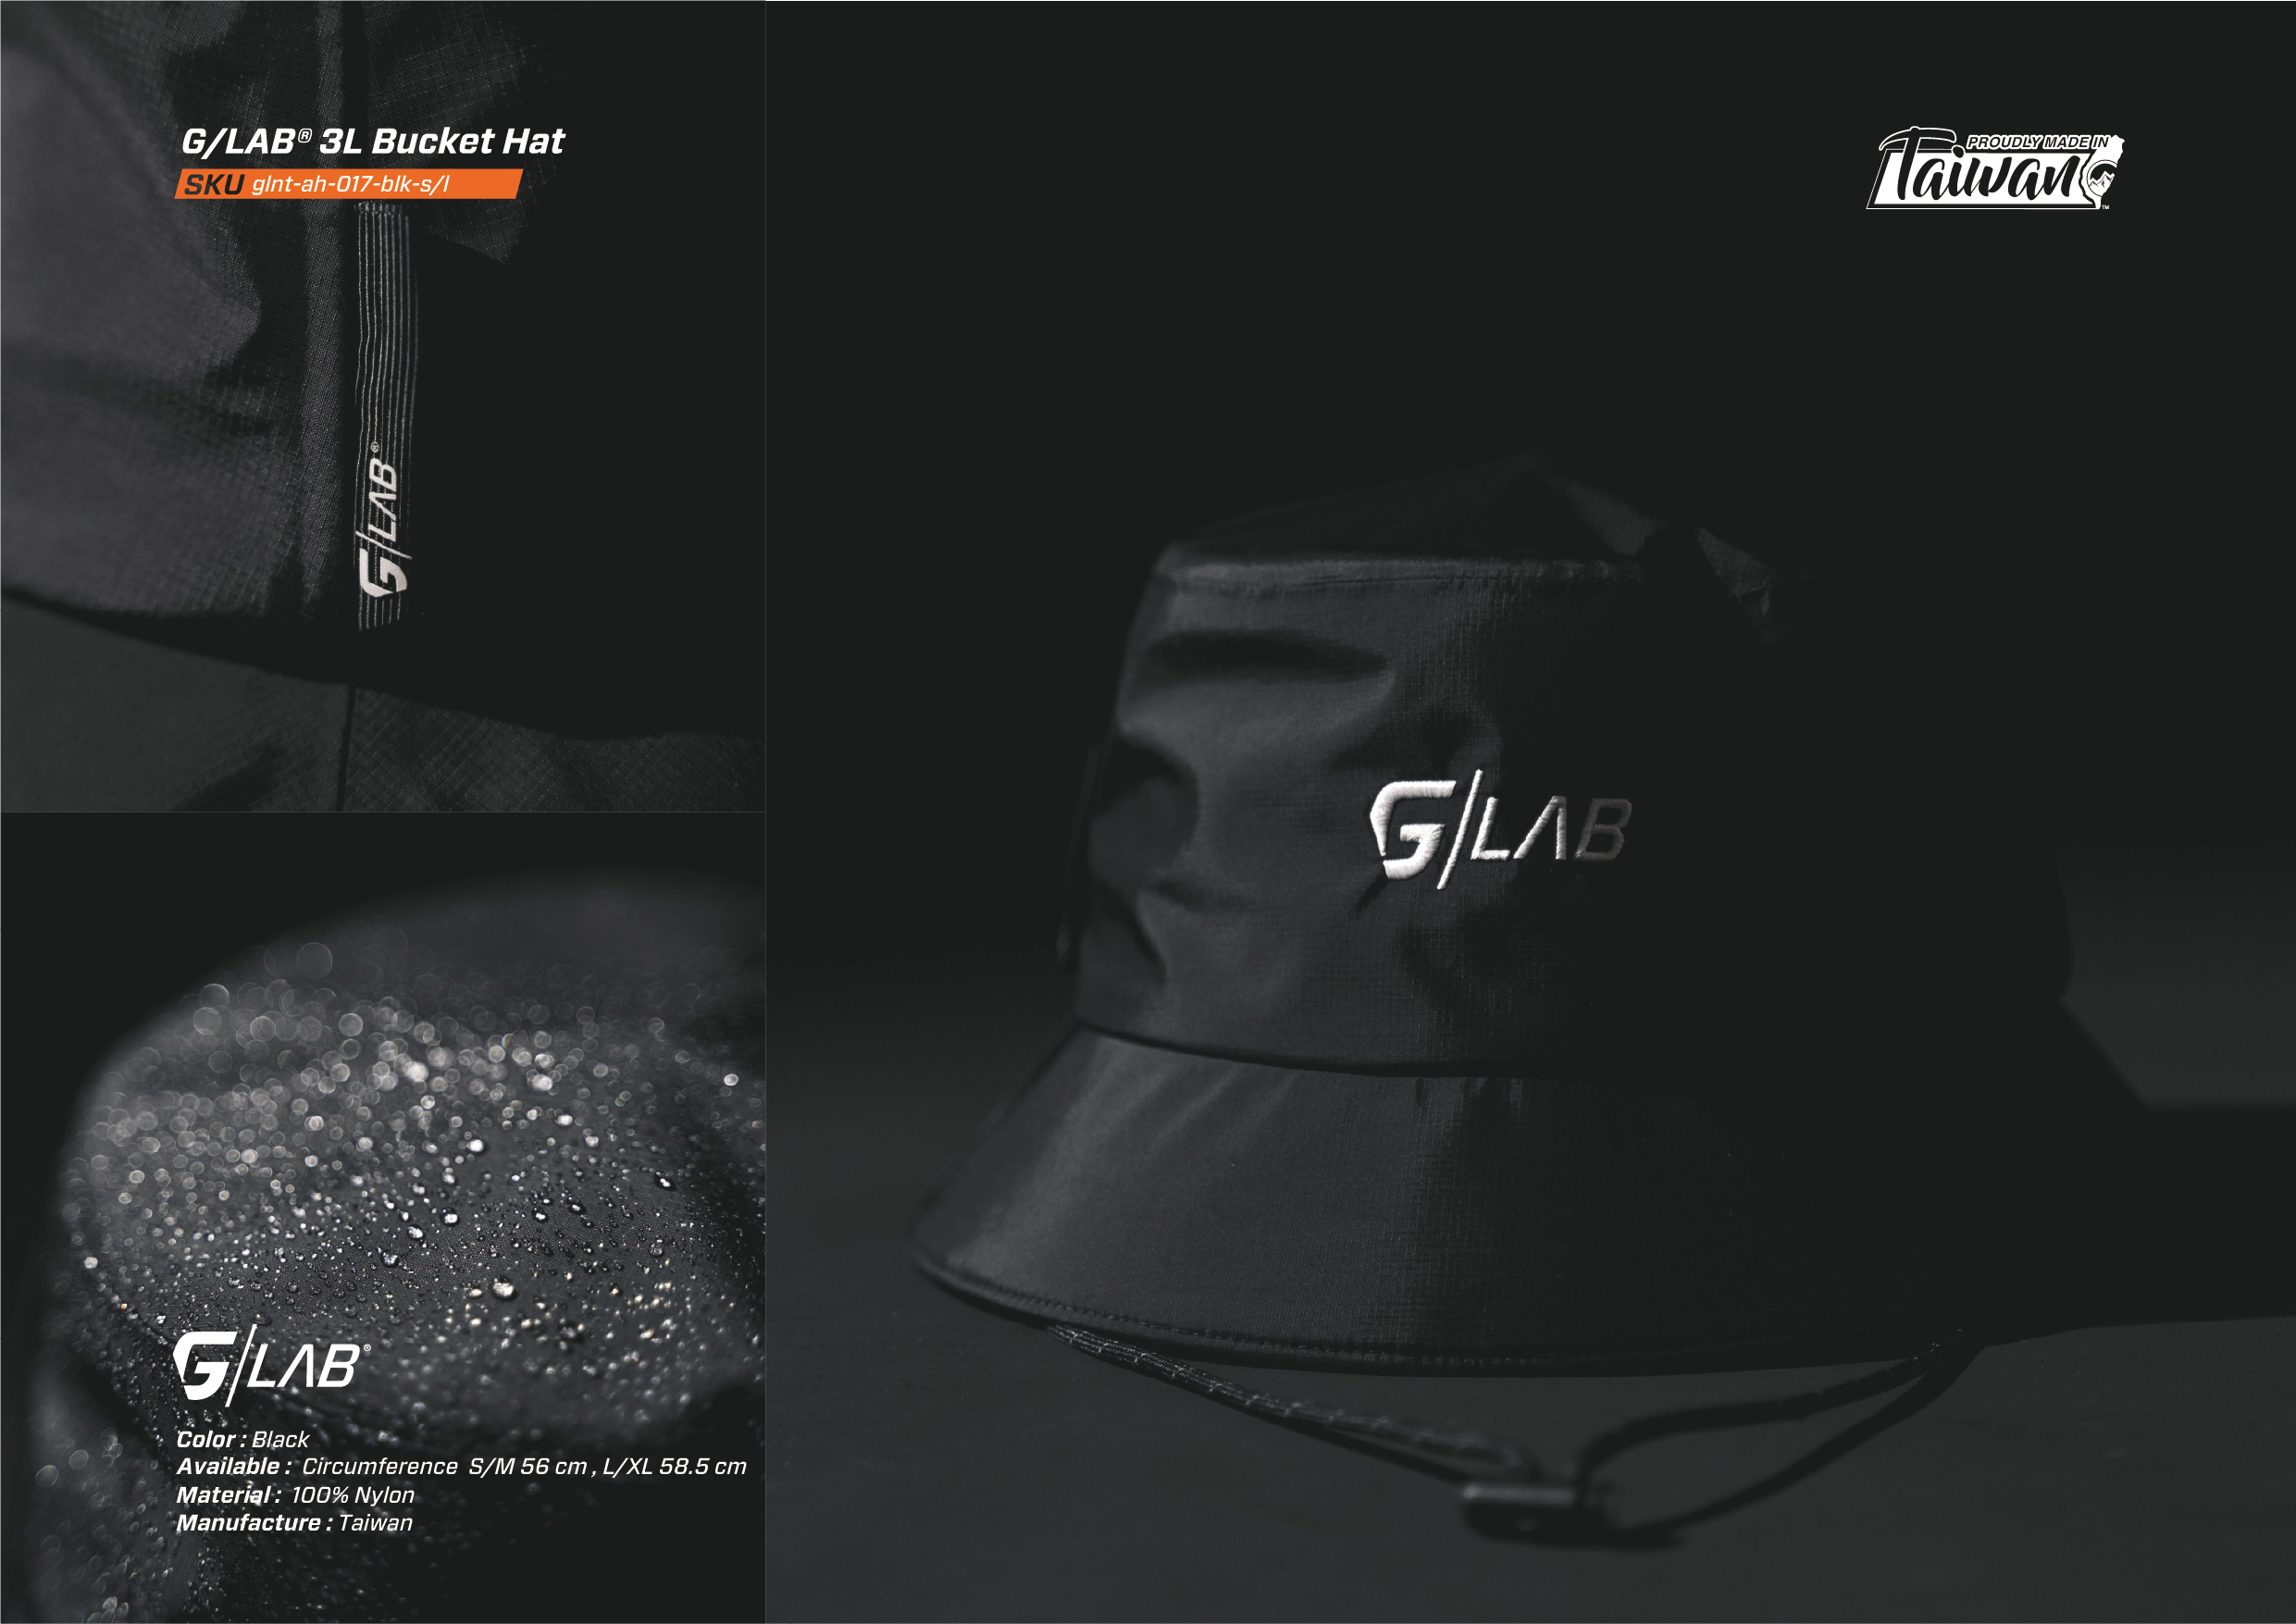 G/LAB® 3L Bucket Hat
SKU glnt-ah-017-blk-s/l
PROUDLY MADE IN
Taiwan
™
G/LAB®
G/LAB
G/LAB®
Color : Black
Available : Circumference S/M 56 cm , L/XL 58.5 cm
Material : 100% Nylon
Manufacture : Taiwan